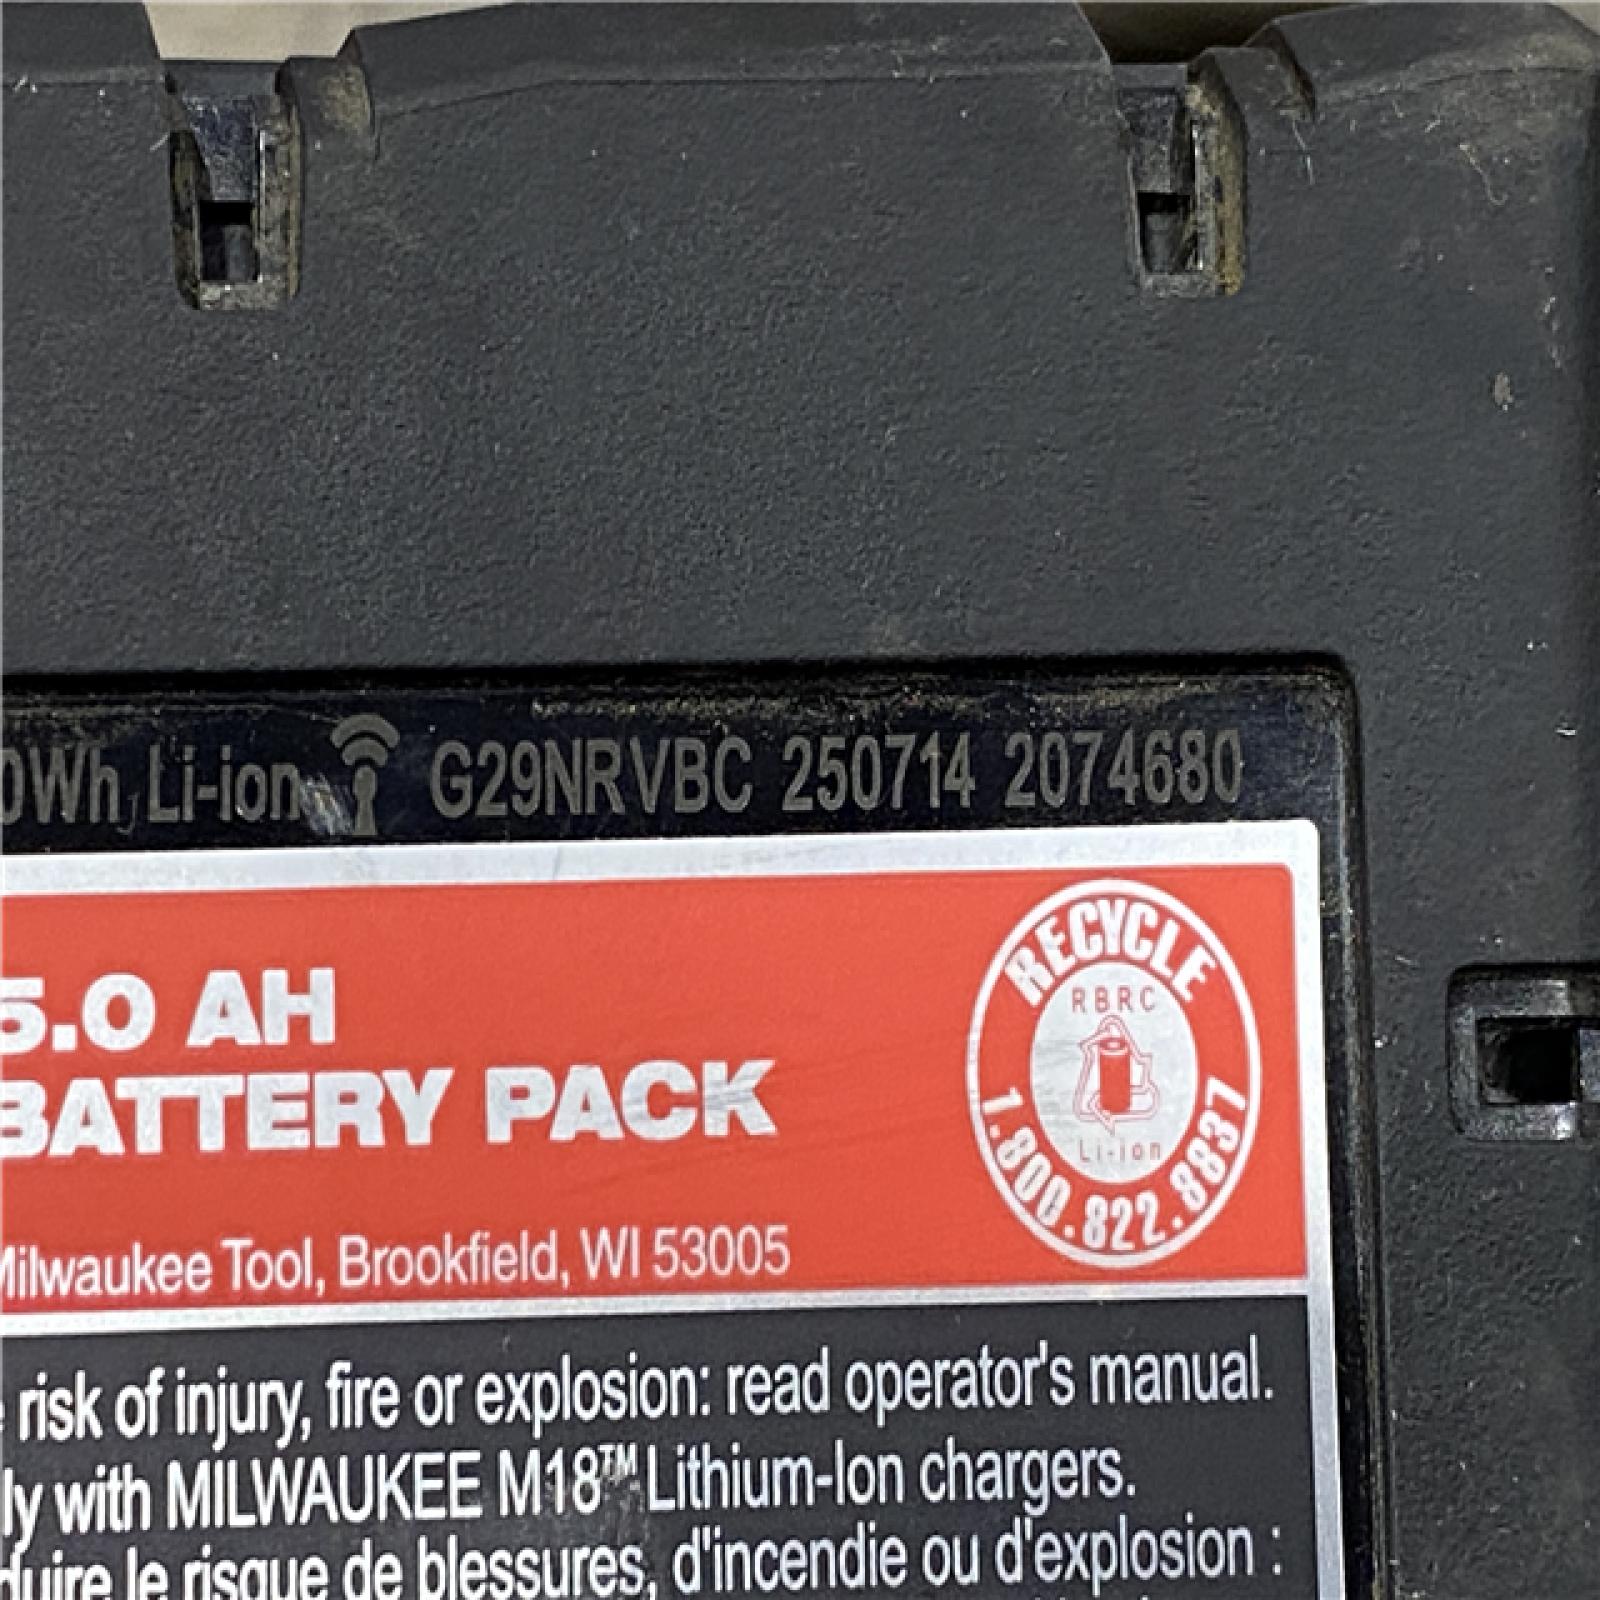 0Wh Li-ion G29NRVBC 250714 2074680
5.0 AH
BATTERY PACK
RECYCLE
RBRC
Li-ion
1.800.822.8837
Milwaukee Tool, Brookfield, WI 53005
risk of injury, fire or explosion: read operator's manual.
ly with MILWAUKEE M18™ Lithium-Ion chargers.
duire le risque de blessures, d'incendie ou d'explosion :